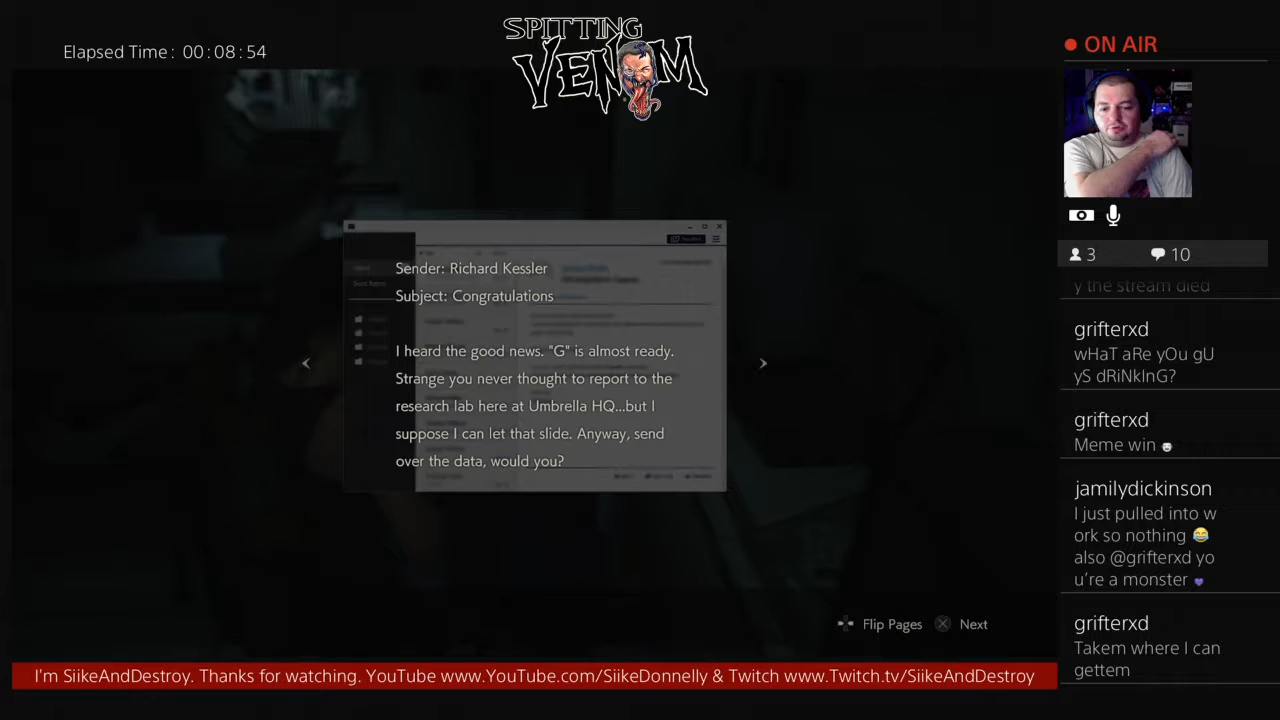 Elapsed Time: 00:08:54
SPITTING
VENOM
ON AIR
3
10
Sender: Richard Kessler
Subject: Congratulations
I heard the good news. "G" is almost ready.
Strange you never thought to report to the
research lab here at Umbrella HQ...but I
suppose I can let that slide. Anyway, send
over the data, would you?
Flip Pages
Next
y the stream died
grifterxd
wHaT aRe yOu gU
yS dRiNkInG?
grifterxd
Meme win
jamilydickinson
I just pulled into w
ork so nothing 😂
also @grifterxd yo
u're a monster 💜
grifterxd
Takem where I can
gettem
I'm SiikeAndDestroy. Thanks for watching. YouTube www.YouTube.com/SiikeDonnelly & Twitch www.Twitch.tv/SiikeAndDestroy